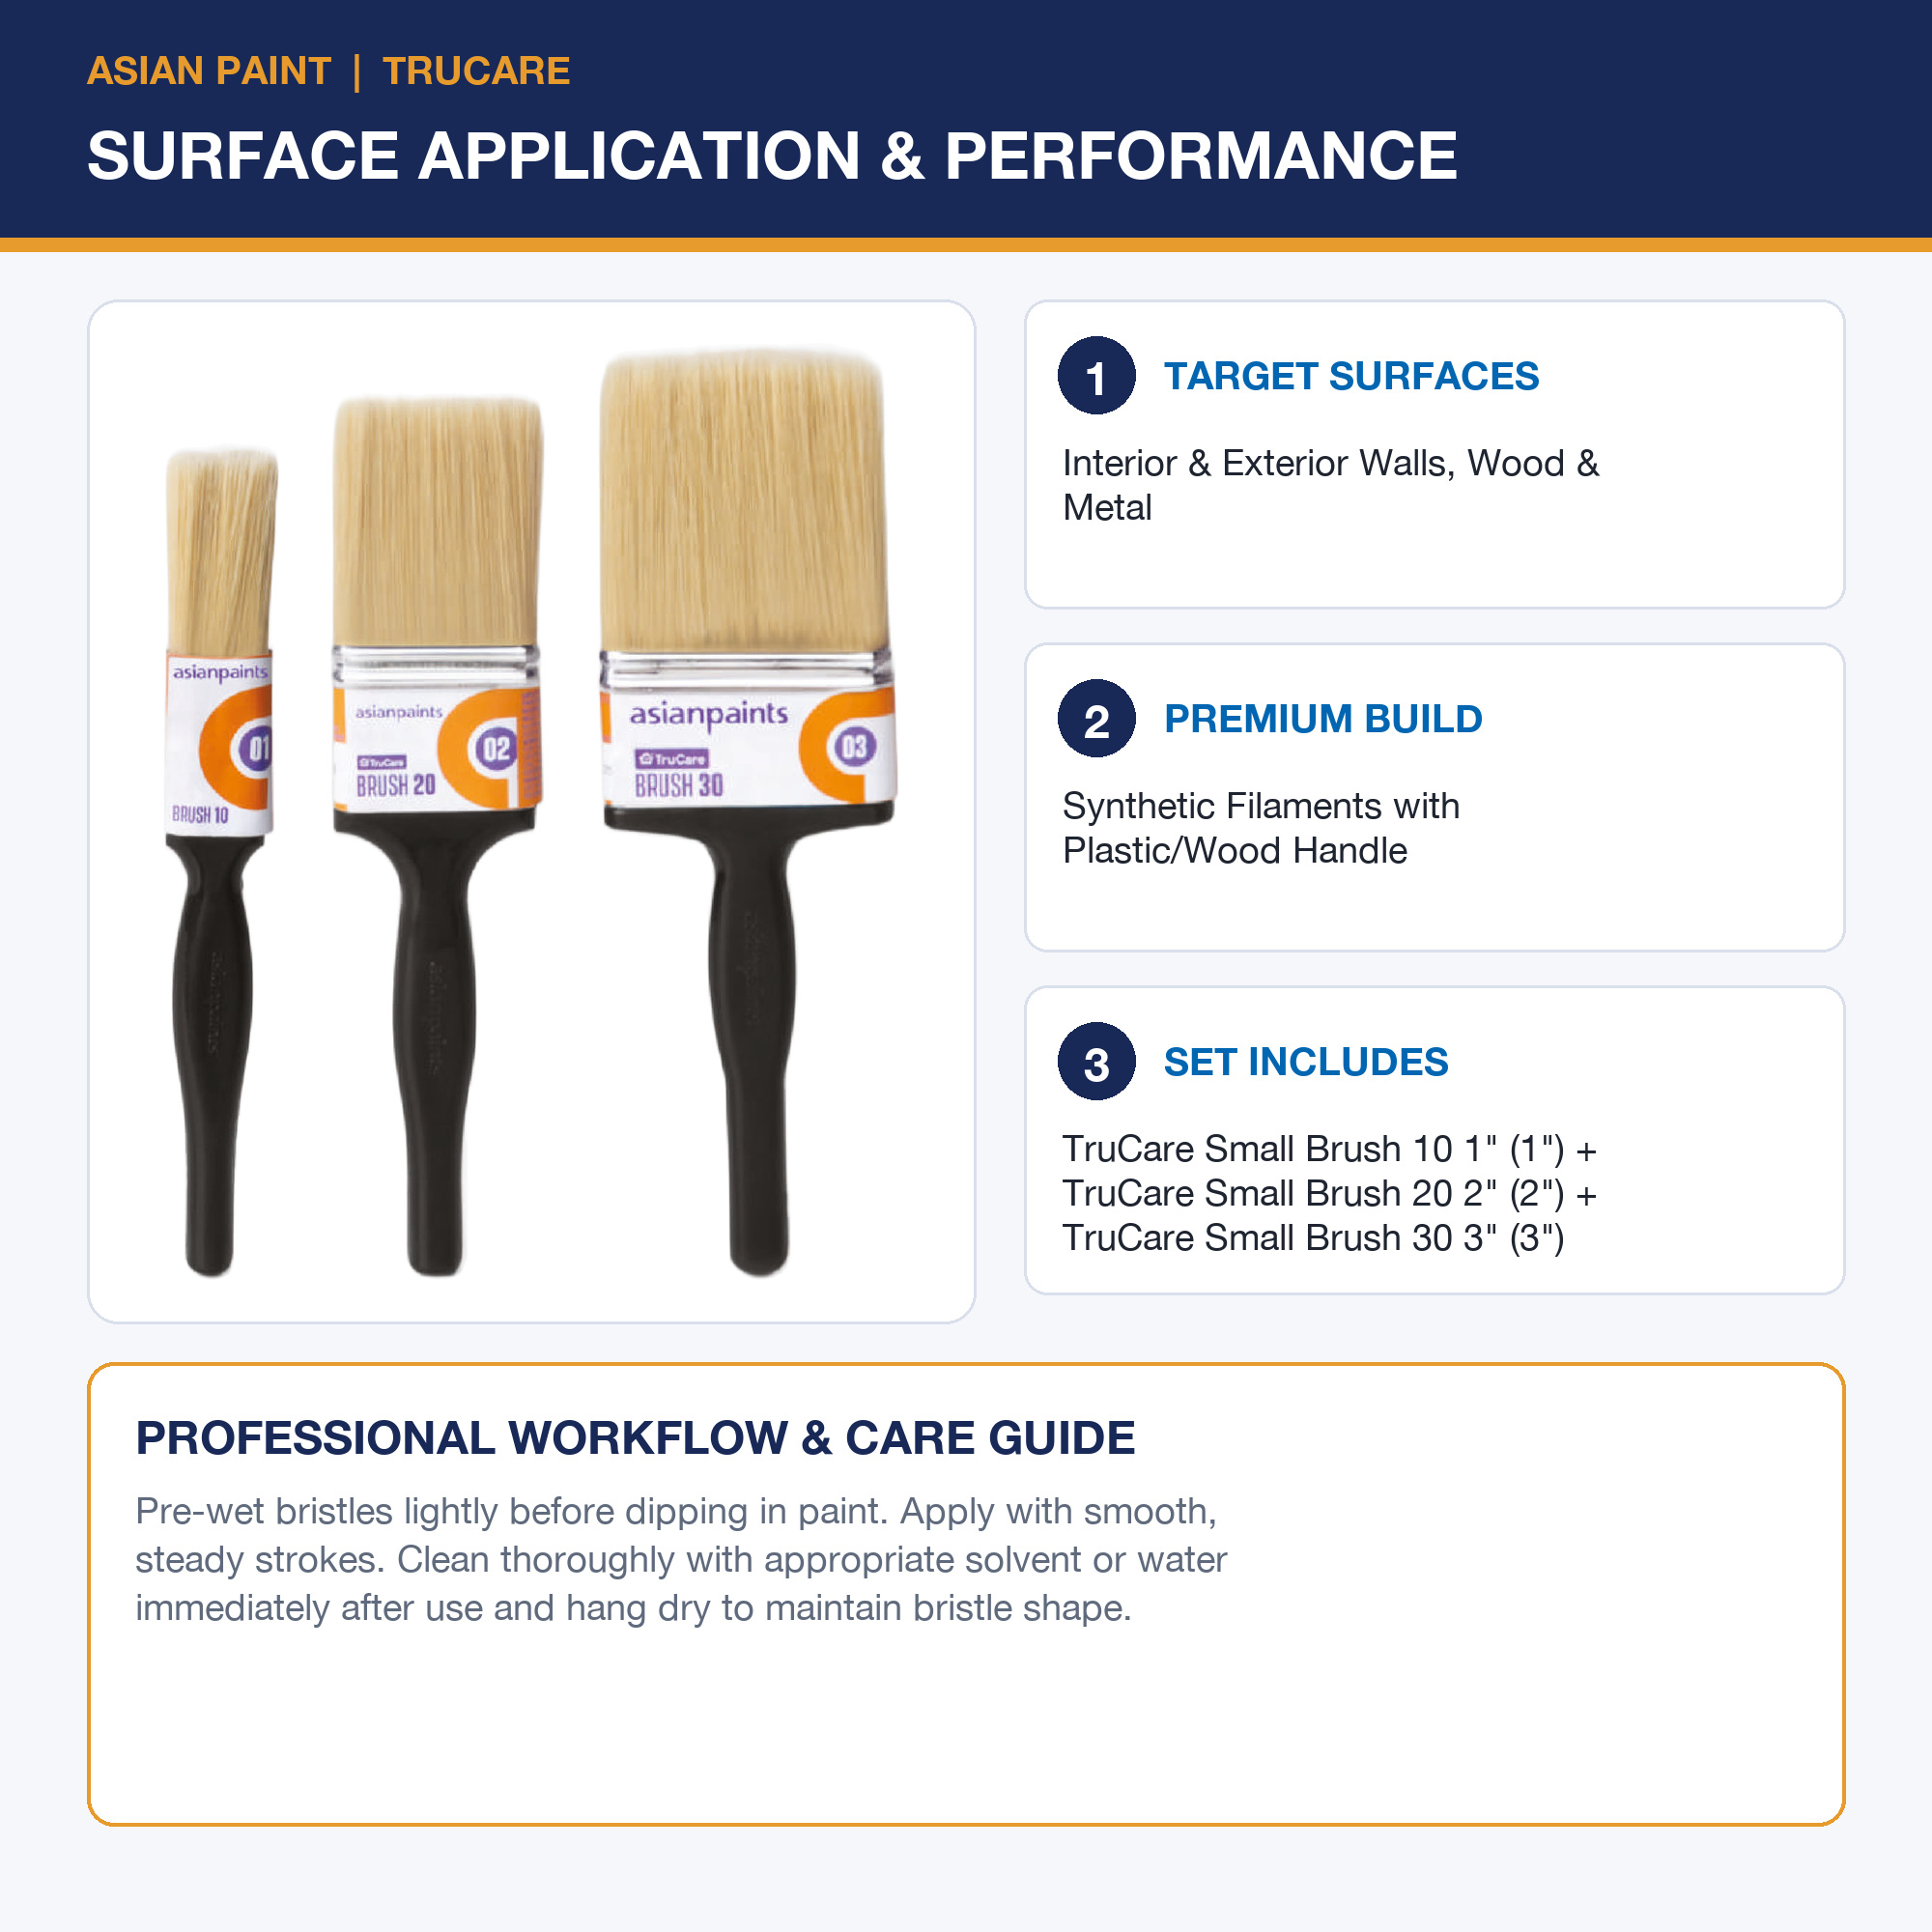 ASIAN PAINT | TRUCARE
SURFACE APPLICATION & PERFORMANCE
asianpaints
01
BRUSH 10
asianpaints
02
TruCare
BRUSH 20
asianpaints
03
TruCare
BRUSH 30
1 TARGET SURFACES
Interior & Exterior Walls, Wood &
Metal
2 PREMIUM BUILD
Synthetic Filaments with
Plastic/Wood Handle
3 SET INCLUDES
TruCare Small Brush 10 1" (1") +
TruCare Small Brush 20 2" (2") +
TruCare Small Brush 30 3" (3")
PROFESSIONAL WORKFLOW & CARE GUIDE
Pre-wet bristles lightly before dipping in paint. Apply with smooth,
steady strokes. Clean thoroughly with appropriate solvent or water
immediately after use and hang dry to maintain bristle shape.